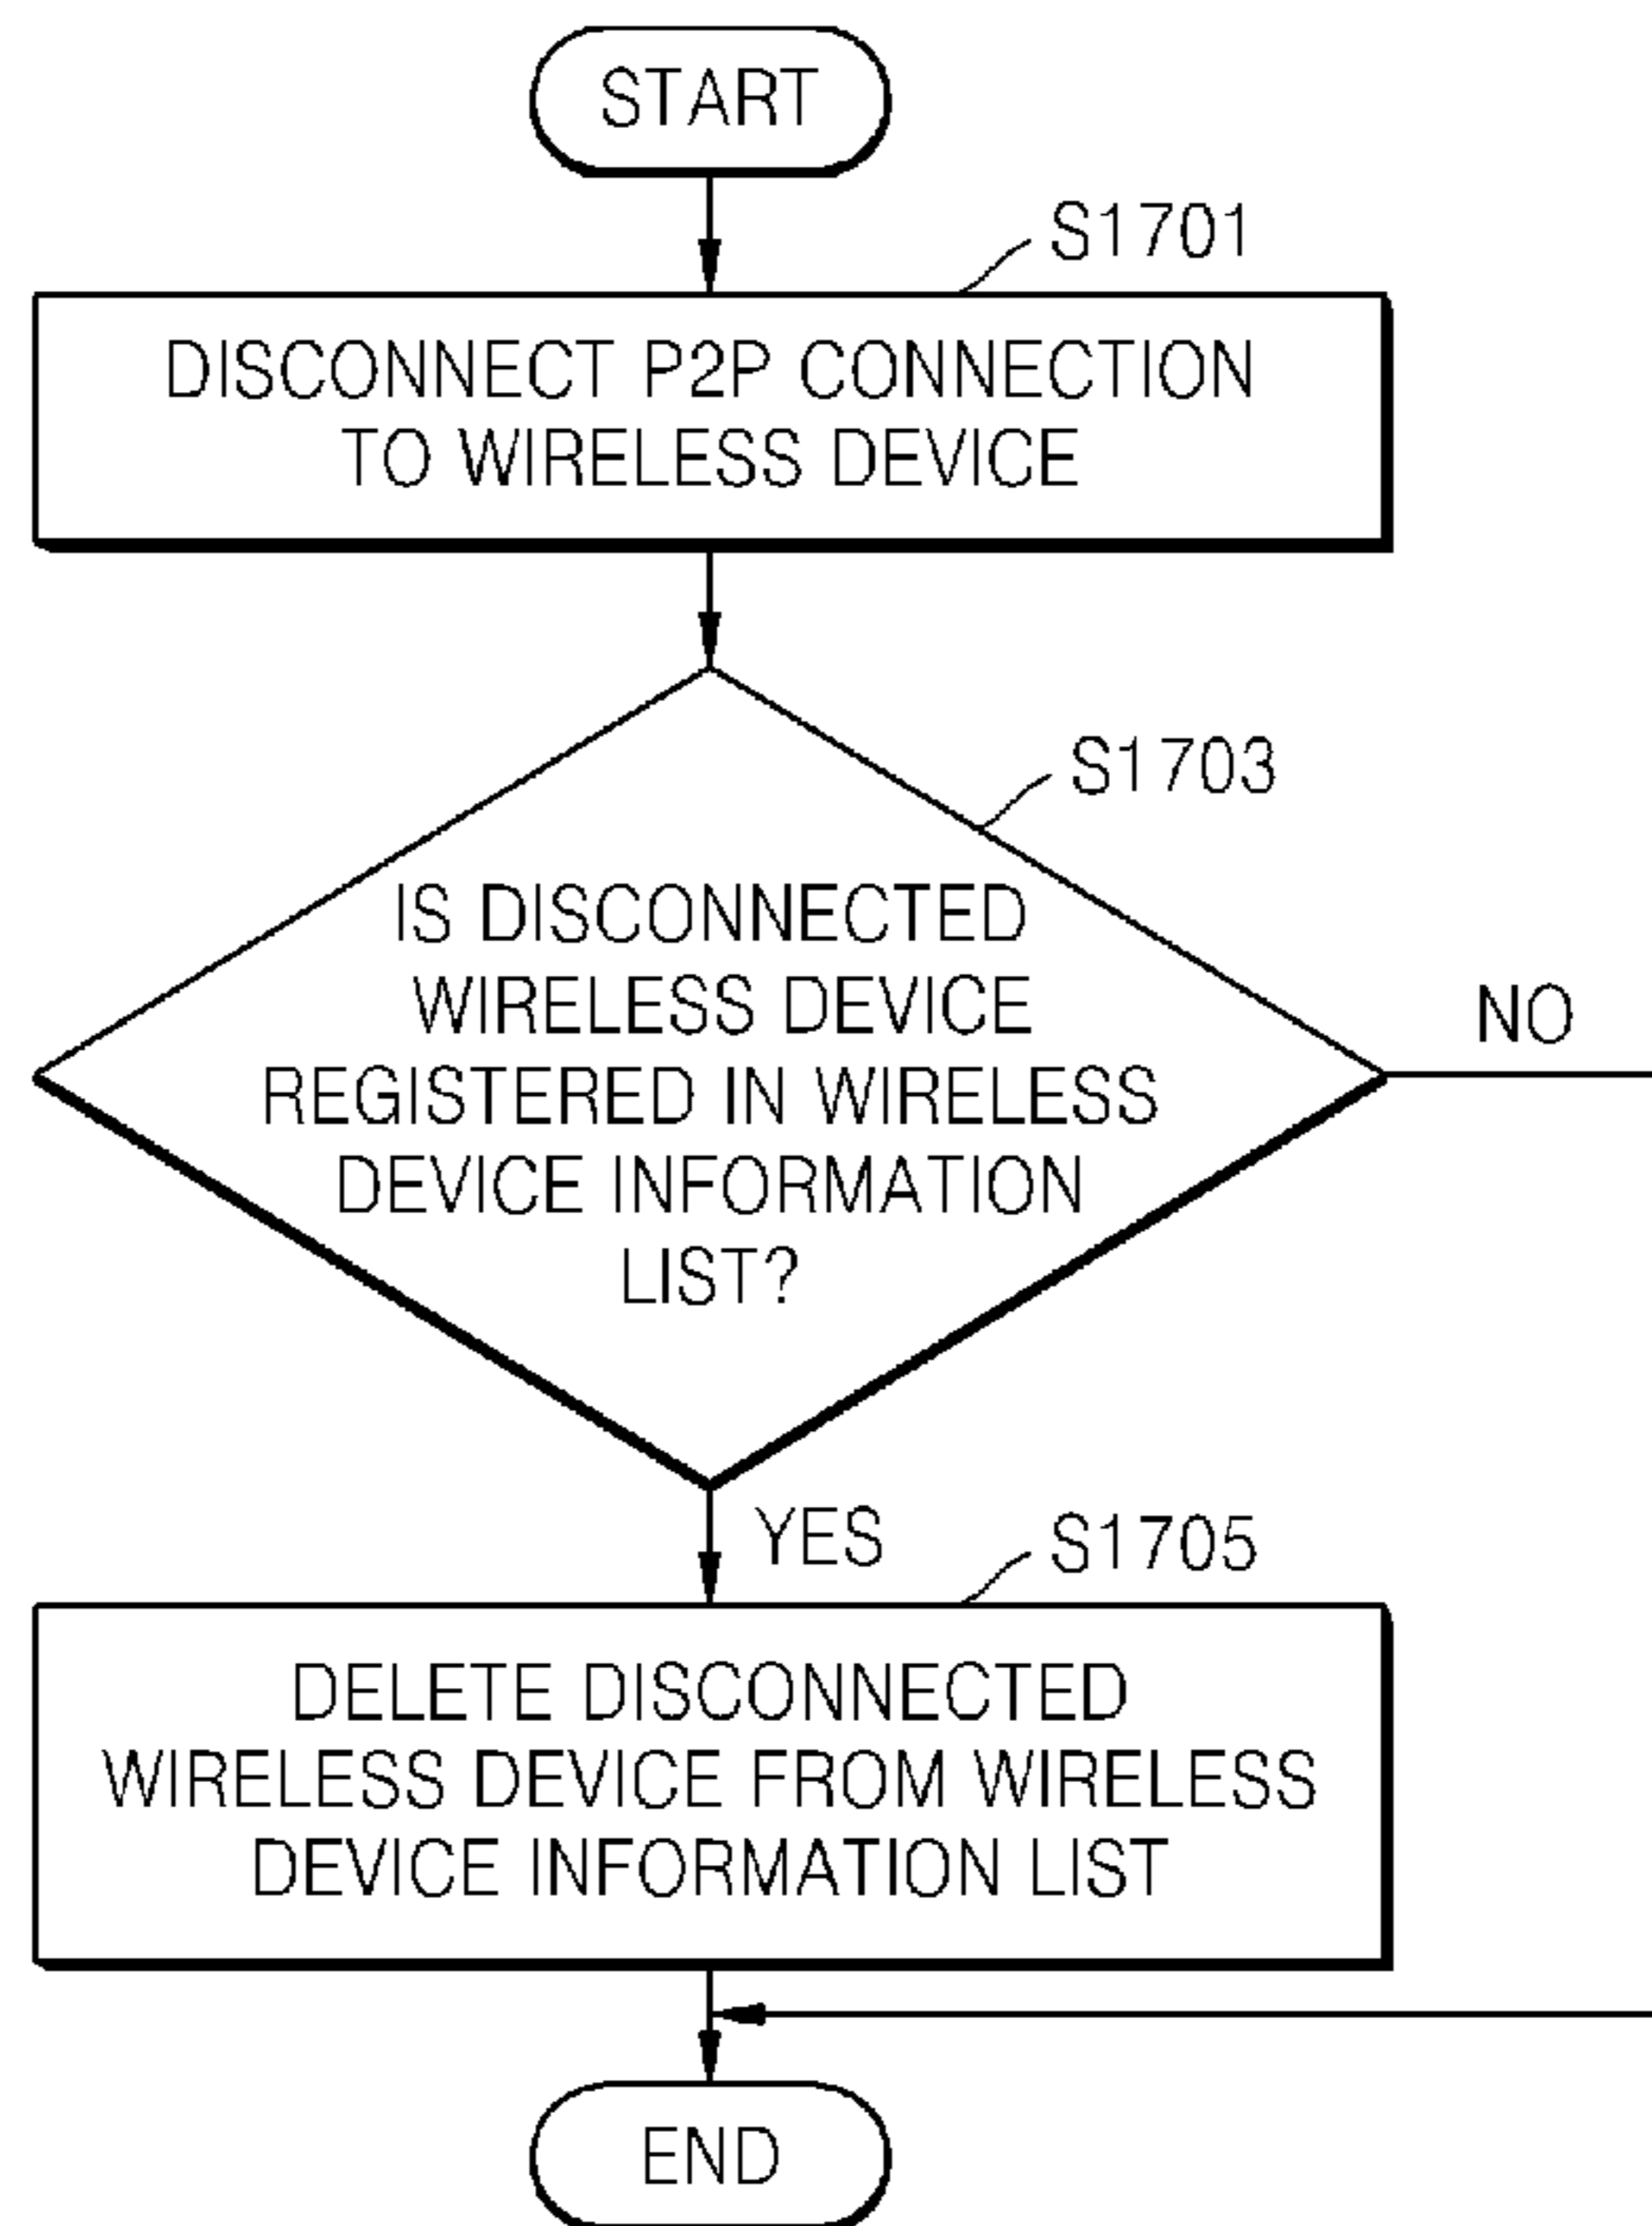 START
S1701
DISCONNECT P2P CONNECTION
TO WIRELESS DEVICE
S1703
IS DISCONNECTED
WIRELESS DEVICE
REGISTERED IN WIRELESS
DEVICE INFORMATION
LIST?
NO
YES
S1705
DELETE DISCONNECTED
WIRELESS DEVICE FROM WIRELESS
DEVICE INFORMATION LIST
END